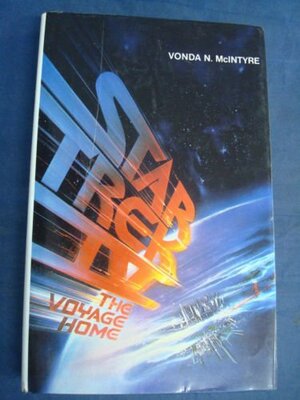 VONDA N. McINTYRE
STAR
TREK
IV
THE
VOYAGE
HOME